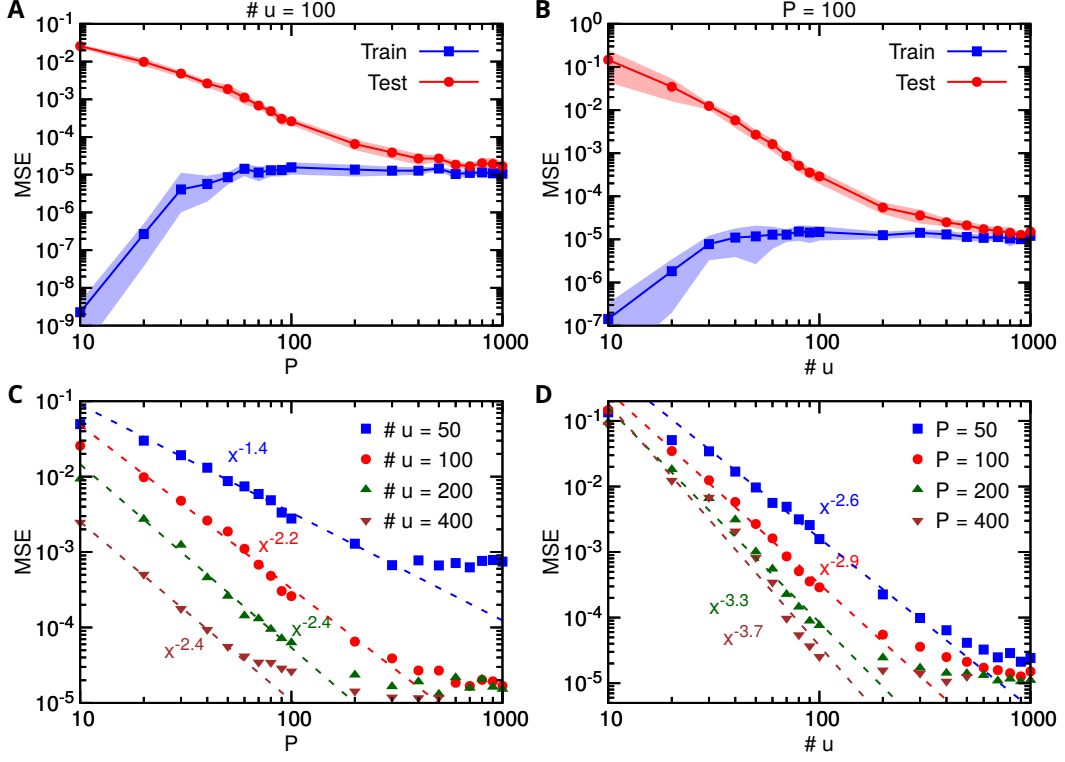 A # u = 100
10^-1
10^-2
10^-3
10^-4
10^-5
10^-6
10^-7
10^-8
10^-9
MSE
Train
Test
10 100 1000
P
B P = 100
10^0
10^-1
10^-2
10^-3
10^-4
10^-5
10^-6
10^-7
MSE
Train
Test
10 100 1000
# u
C
10^-1
10^-2
10^-3
10^-4
10^-5
MSE
# u = 50
# u = 100
# u = 200
# u = 400
x^-1.4
x^-2.2
x^-2.4
x^-2.4
10 100 1000
P
D
10^-1
10^-2
10^-3
10^-4
10^-5
MSE
P = 50
P = 100
P = 200
P = 400
x^-2.6
x^-2.9
x^-3.3
x^-3.7
10 100 1000
# u